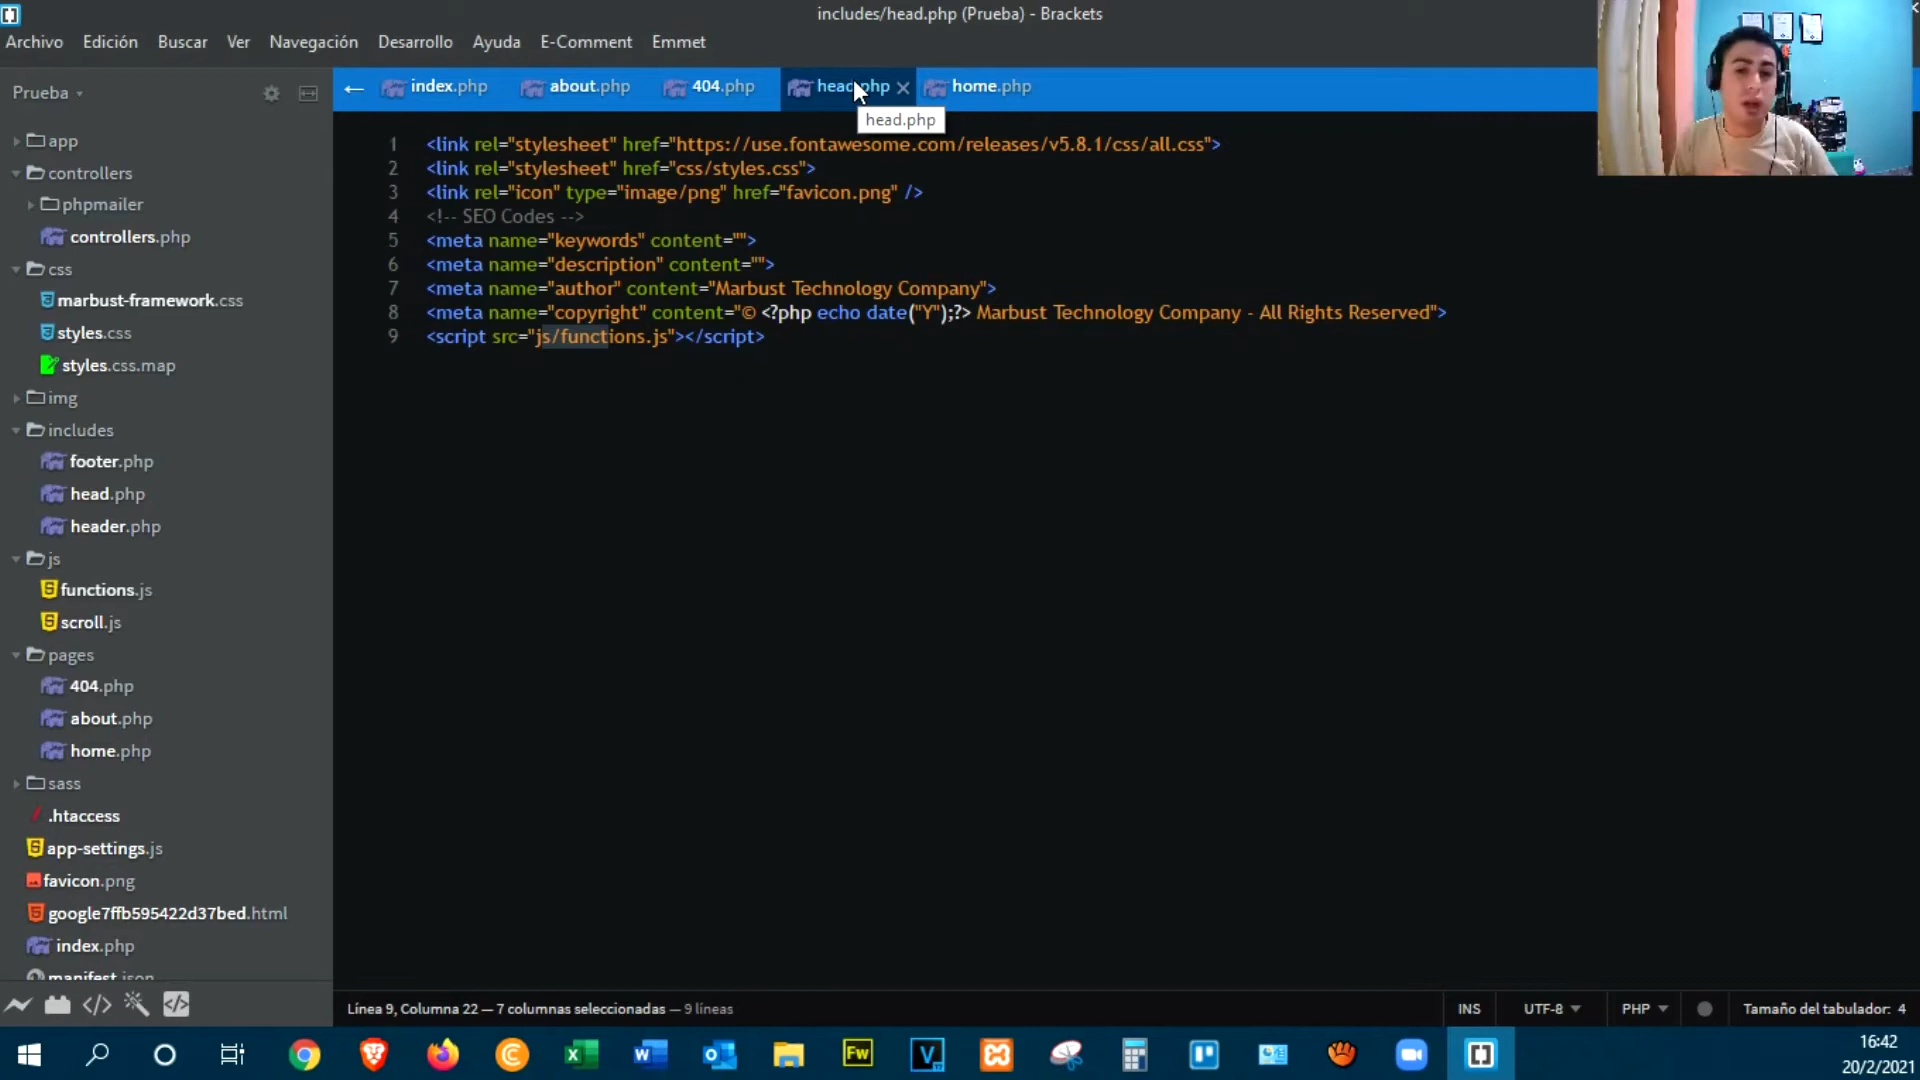 includes/head.php (Prueba) - Brackets
Archivo Edición Buscar Ver Navegación Desarrollo Ayuda E-Commerce Emmet
Prueba
index.php about.php 404.php head.php home.php
head.php
app
controllers
phpmailer
controllers.php
css
marbust-framework.css
styles.css
styles.css.map
img
includes
footer.php
head.php
header.php
js
functions.js
scroll.js
pages
404.php
about.php
home.php
sass
.htaccess
app-settings.js
favicon.png
google7ffb595422d37bed.html
index.php
manifest.json
1 <link rel="stylesheet" href="https://use.fontawesome.com/releases/v5.8.1/css/all.css">
2 <link rel="stylesheet" href="css/styles.css">
3 <link rel="icon" type="image/png" href="favicon.png" />
4 <!-- SEO Codes -->
5 <meta name="keywords" content="">
6 <meta name="description" content="">
7 <meta name="author" content="Marbust Technology Company">
8 <meta name="copyright" content="© <?php echo date("Y");?> Marbust Technology Company - All Rights Reserved">
9 <script src="js/functions.js"></script>
Línea 9, Columna 22 — 7 columnas seleccionadas — 9 líneas
INS UTF-8 PHP Tamaño del tabulador: 4
Fw V
16:42
20/2/2021